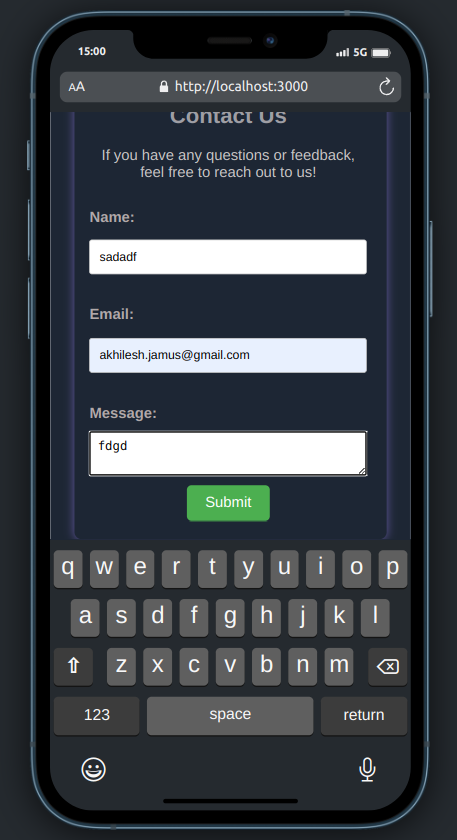 15:00
5G
AA
http://localhost:3000
Contact Us
If you have any questions or feedback,
feel free to reach out to us!
Name:
sadadf
Email:
akhilesh.jamus@gmail.com
Message:
fdgd
Submit
q w e r t y u i o p
a s d f g h j k l
z x c v b n m
123 space return